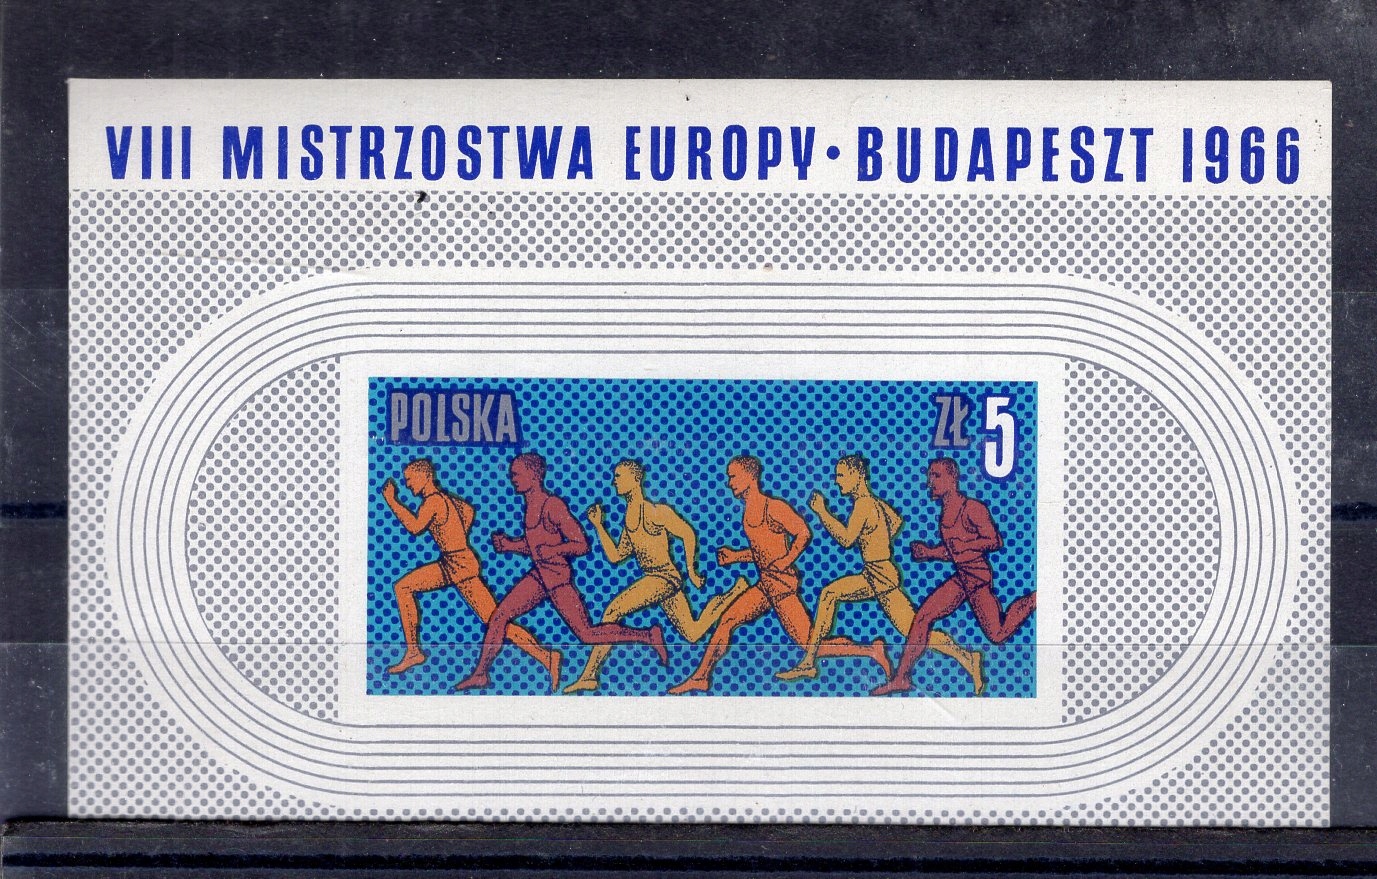 VIII MISTRZOSTWA EUROPY • BUDAPESZT 1966
POLSKA ZŁ 5